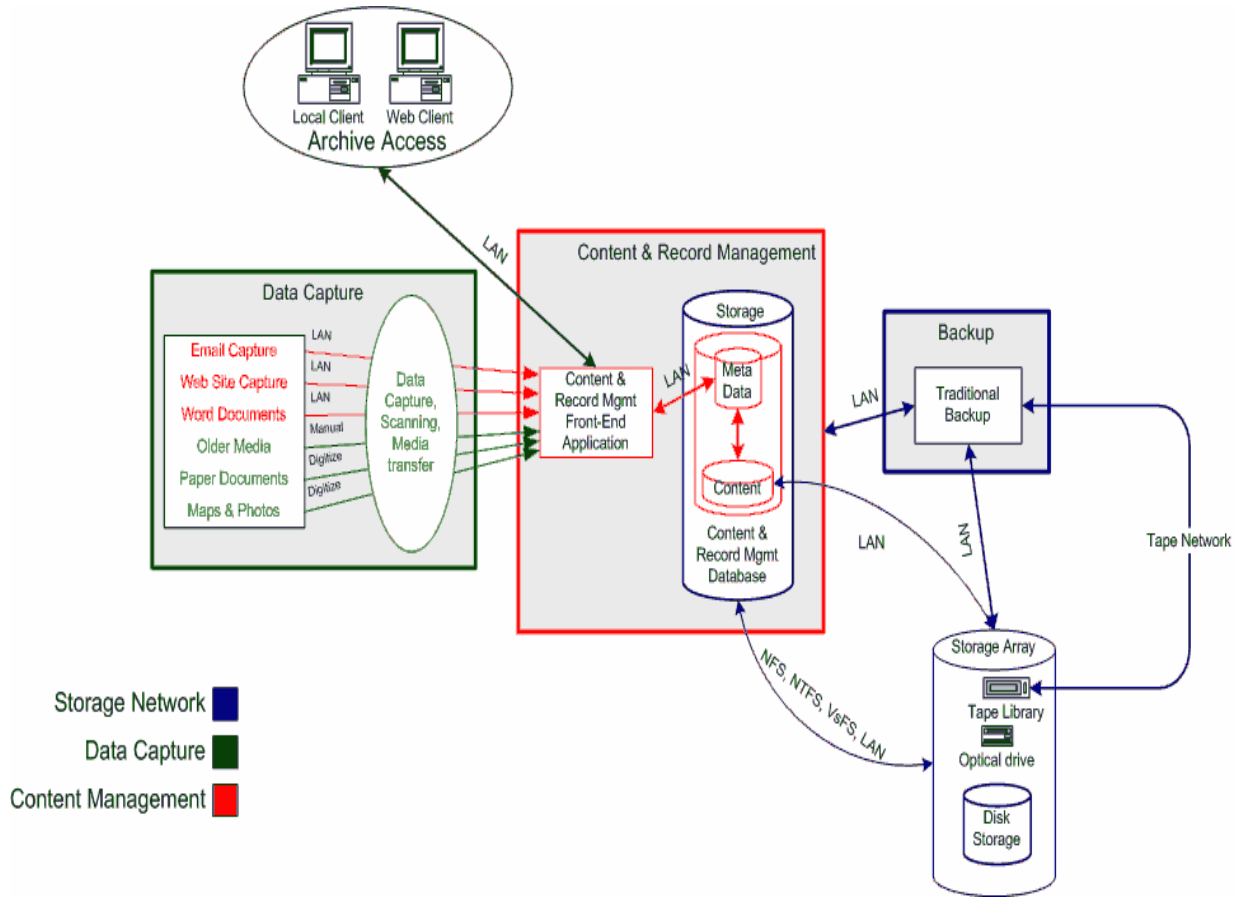 Local Client
Web Client
Archive Access
LAN
Content & Record Management
Data Capture
Storage
Backup
LAN
Email Capture
LAN
Web Site Capture
LAN
Word Documents
Manual
Older Media
Digitize
Paper Documents
Digitize
Maps & Photos
Data
Capture,
Scanning,
Media
transfer
Content &
Record Mgmt
Front-End
Application
LAN
Meta
Data
Content
Content &
Record Mgmt
Database
LAN
Traditional
Backup
LAN
LAN
Tape Network
NFS, NTFS, VsFS, LAN
Storage Array
Tape Library
Optical drive
Disk
Storage
Storage Network
Data Capture
Content Management